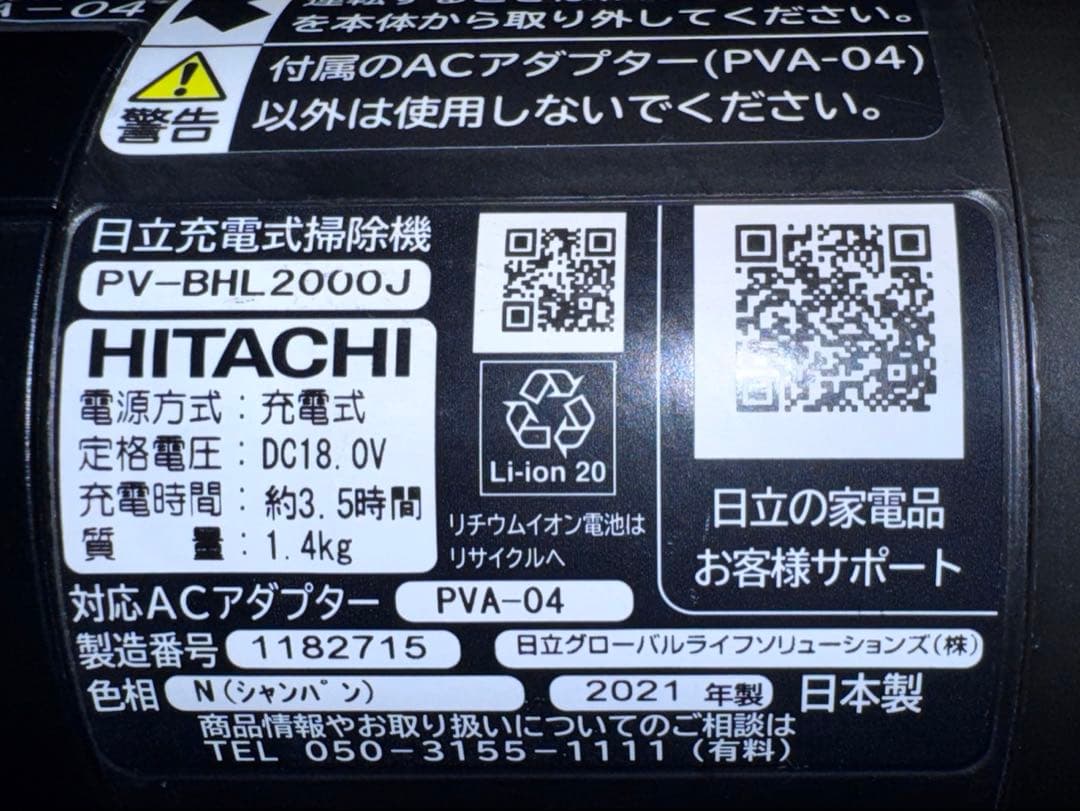 A-04
を本体から取り外してください。
警告
付属のACアダプター(PVA-04)
以外は使用しないでください。
日立充電式掃除機
PV-BHL2000J
HITACHI
電源方式：充電式
定格電圧：DC18.0V
充電時間：約3.5時間
質　　量：1.4kg
Li-ion 20
リチウムイオン電池は
リサイクルへ
日立の家電品
お客様サポート
対応ACアダプター PVA-04
製造番号 1182715 日立グローバルライフソリューションズ(株)
色相 N(シャンパン) 2021 年製 日本製
商品情報やお取り扱いについてのご相談は
TEL 050-3155-1111(有料)